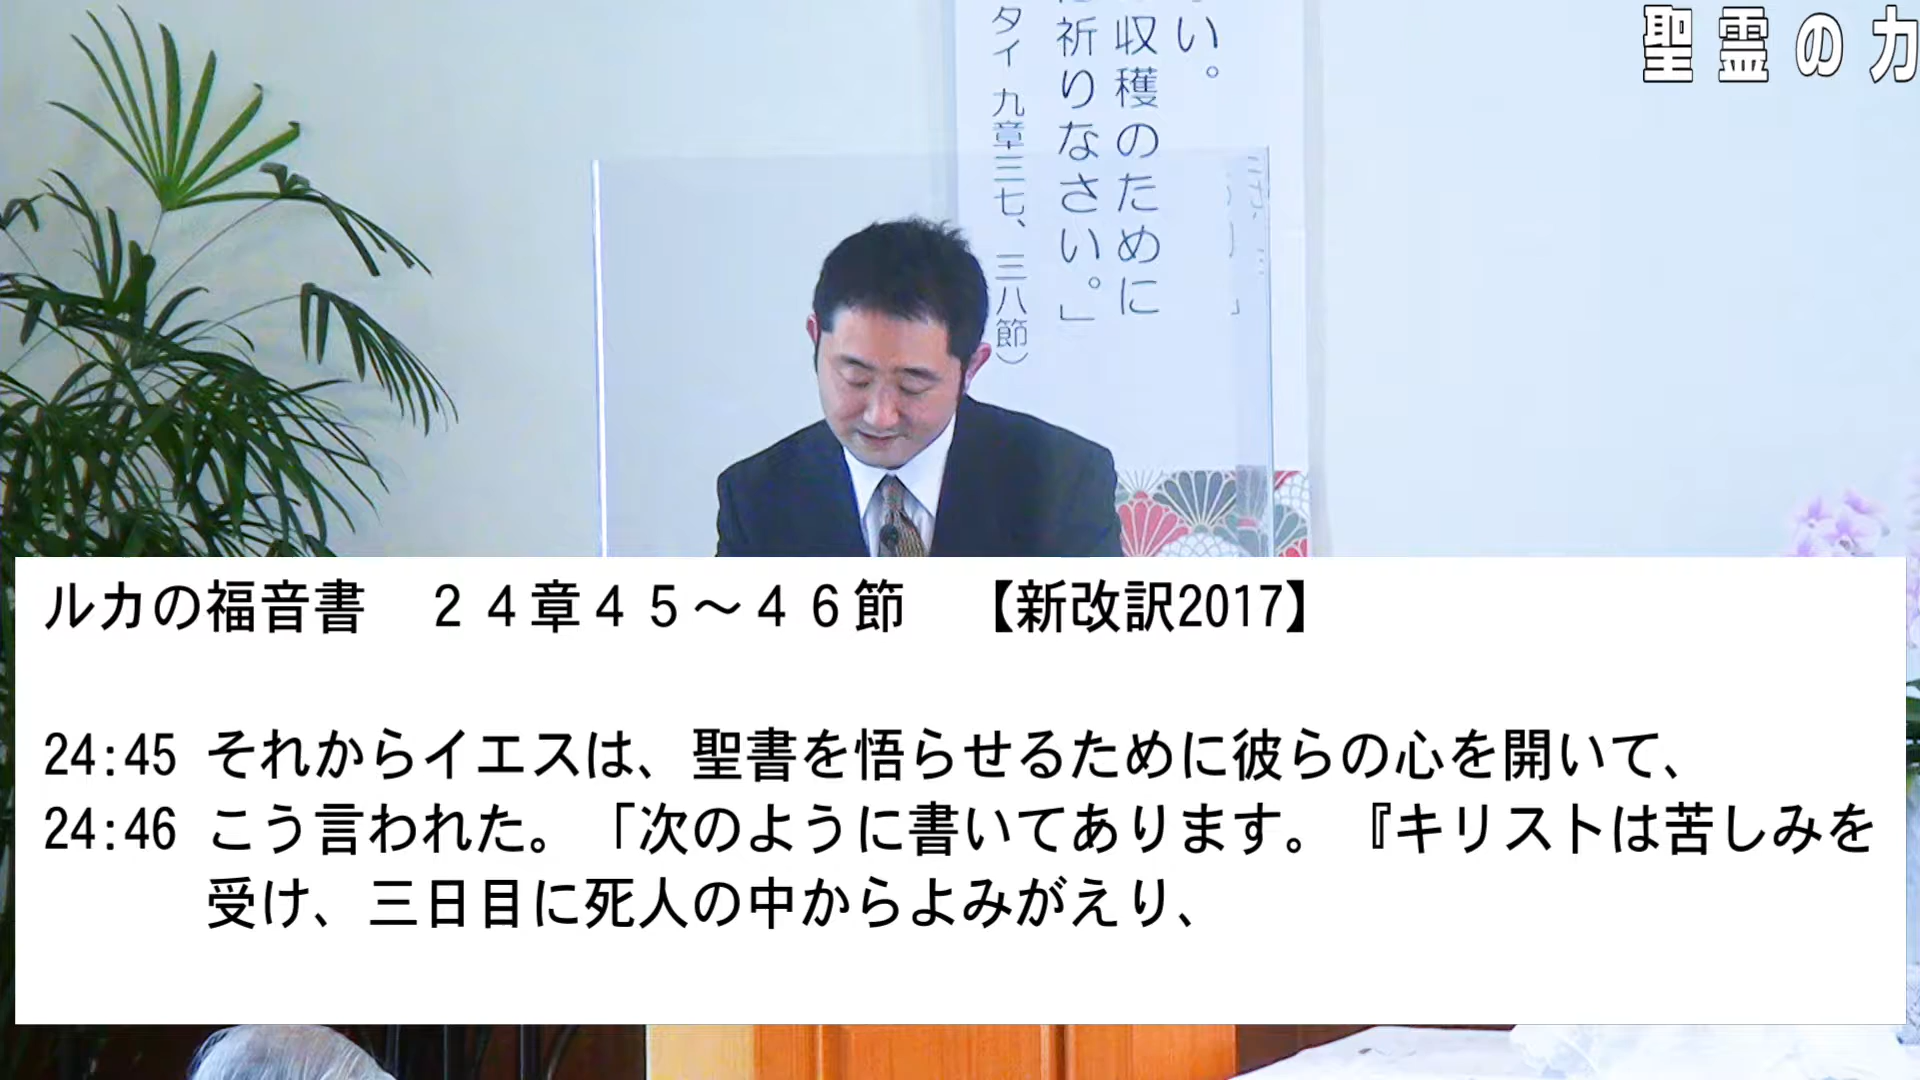 聖霊の力
い。
収穫のために
祈りなさい。」
タイ 九章三七、三八節）
ルカの福音書　２４章４５～４６節　【新改訳2017】
24:45 それからイエスは、聖書を悟らせるために彼らの心を開いて、
24:46 こう言われた。「次のように書いてあります。『キリストは苦しみを
受け、三日目に死人の中からよみがえり、